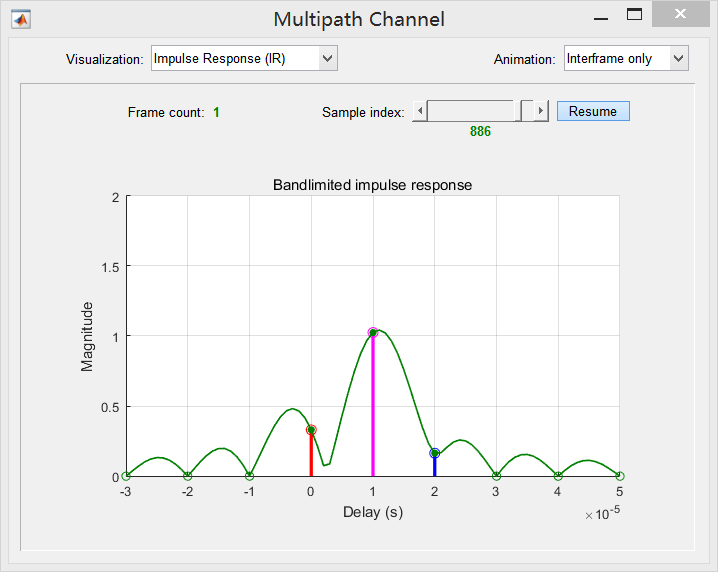 Multipath Channel
Visualization: Impulse Response (IR) Animation: Interframe only
Frame count: 1 Sample index: Resume
886
Bandlimited impulse response
2
1.5
1
0.5
0
Magnitude
-3 -2 -1 0 1 2 3 4 5
Delay (s)
×10⁻⁵